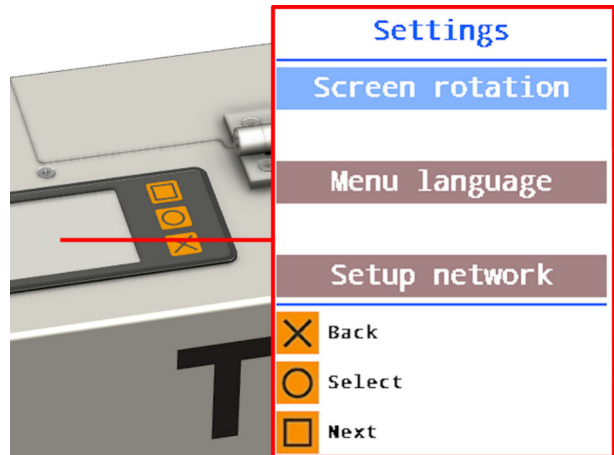 Settings
Screen rotation
Menu language
Setup network
Back
Select
Next
T